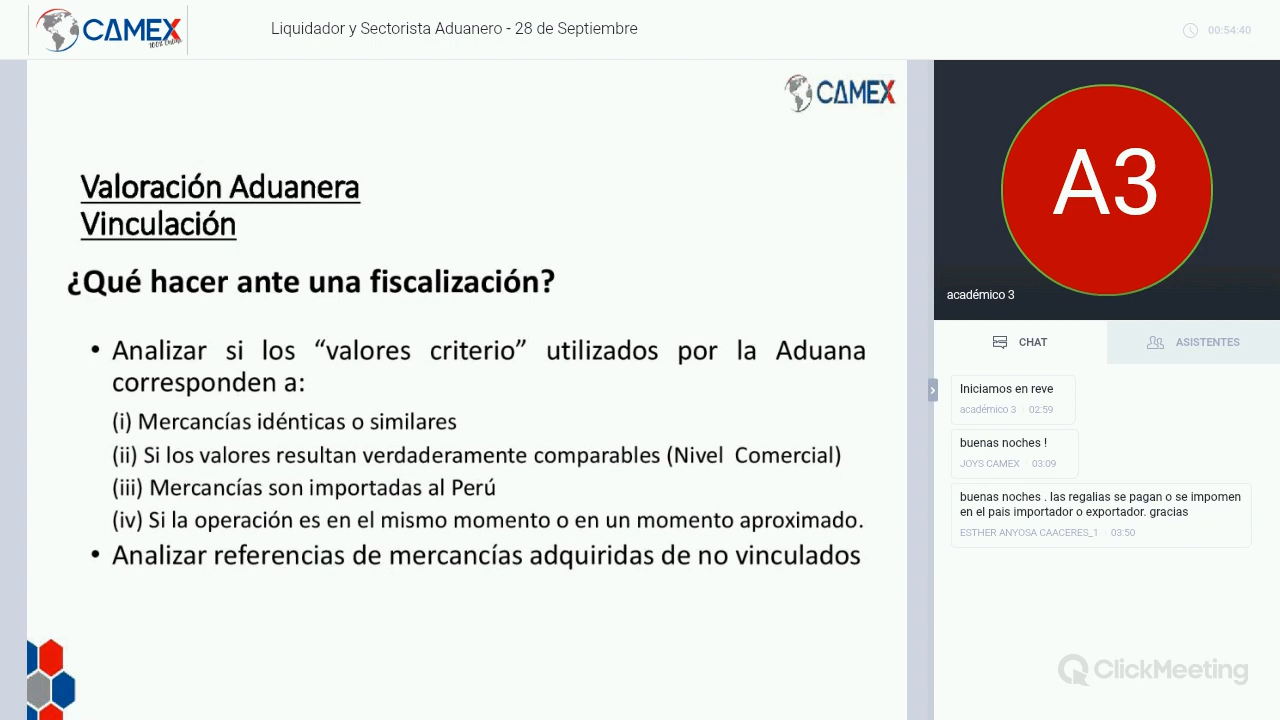 CAMEX
100% Online
Liquidador y Sectorista Aduanero - 28 de Septiembre
00:54:40
CAMEX
Valoración Aduanera
Vinculación
¿Qué hacer ante una fiscalización?
• Analizar si los “valores criterio” utilizados por la Aduana
corresponden a:
(i) Mercancías idénticas o similares
(ii) Si los valores resultan verdaderamente comparables (Nivel Comercial)
(iii) Mercancías son importadas al Perú
(iv) Si la operación es en el mismo momento o en un momento aproximado.
• Analizar referencias de mercancías adquiridas de no vinculados
A3
académico 3
CHAT
ASISTENTES
Iniciamos en reve
académico 3 · 02:59
buenas noches !
JOYS CAMEX · 03:09
buenas noches . las regalias se pagan o se impomen
en el pais importador o exportador. gracias
ESTHER ANYOSA CAACERES_1 · 03:50
ClickMeeting